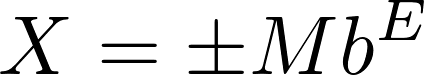 X = ±Mb^E